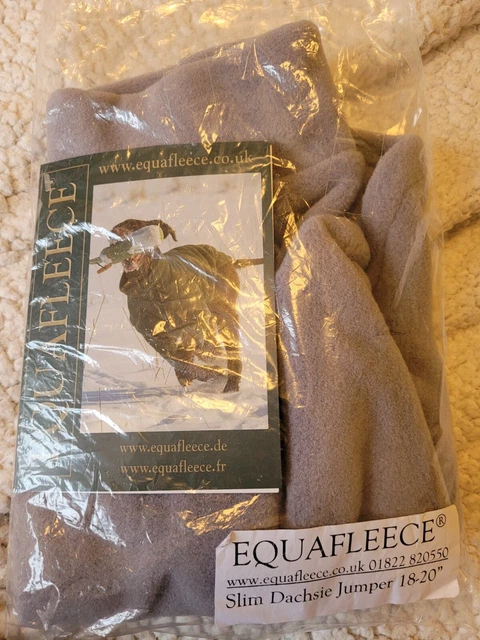 www.equafleece.co.uk
EQUAFLEECE
www.equafleece.de
www.equafleece.fr
EQUAFLEECE®
www.equafleece.co.uk 01822 820550
Slim Dachsie Jumper 18-20”